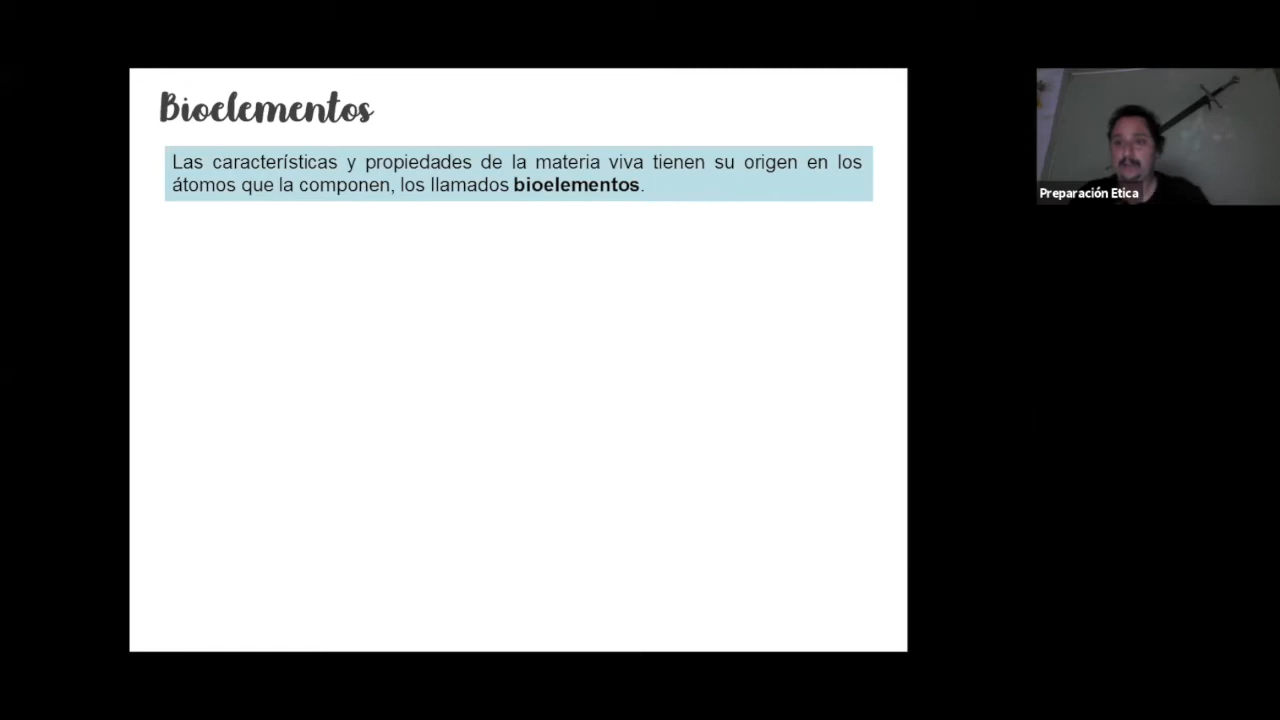 Bioelementos
Las características y propiedades de la materia viva tienen su origen en los
átomos que la componen, los llamados bioelementos.
Preparación Etica